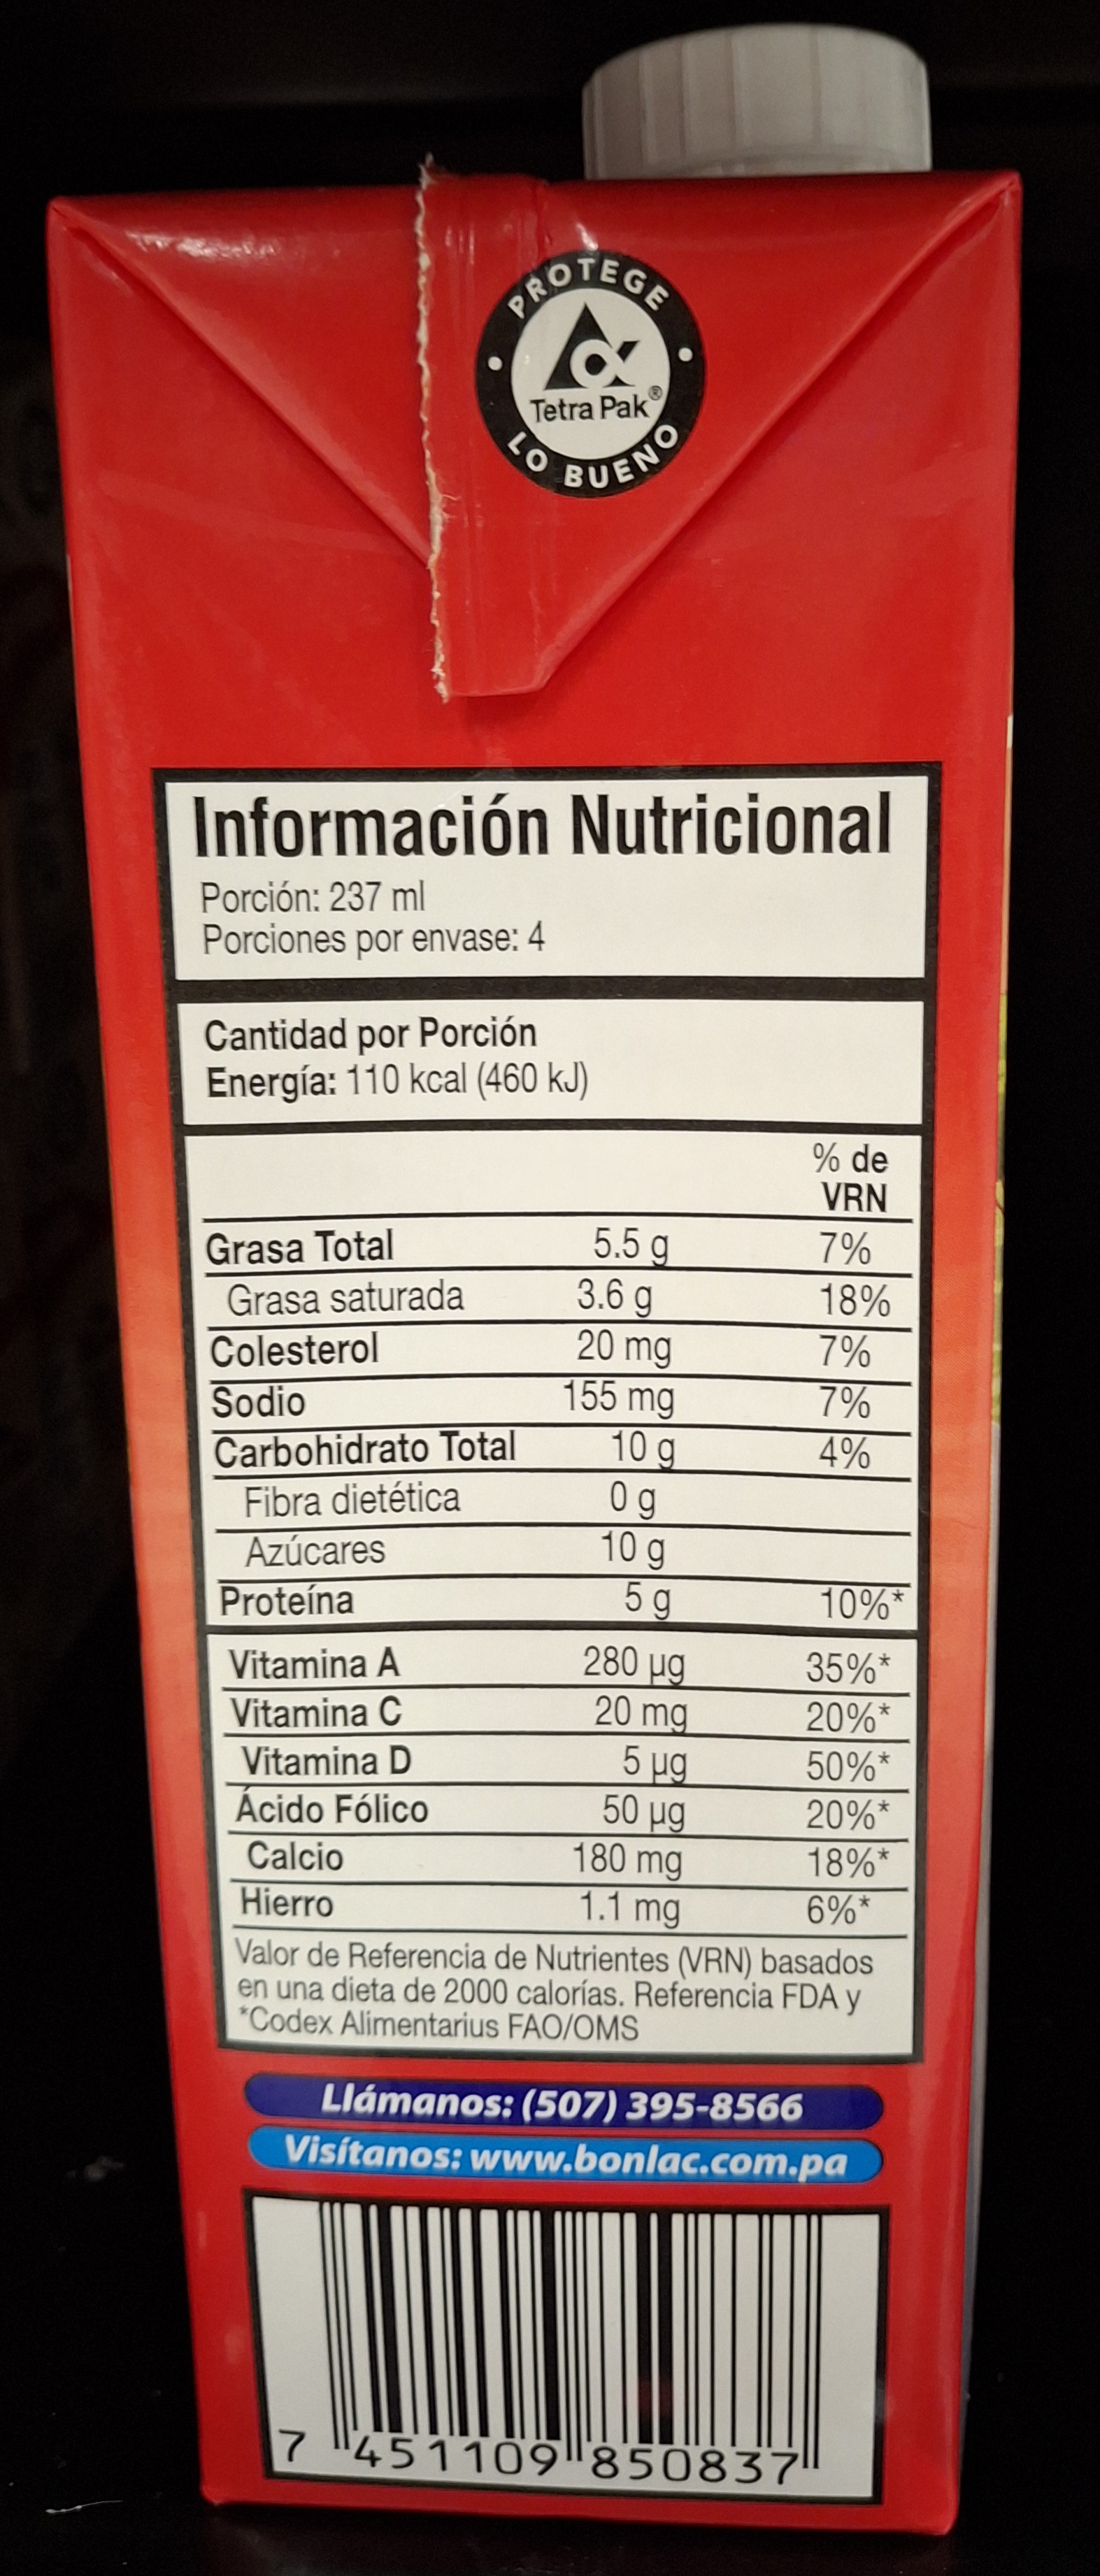 PROTEGE
Tetra Pak®
LO BUENO
Información Nutricional
Porción: 237 ml
Porciones por envase: 4
Cantidad por Porción
Energía: 110 kcal (460 kJ)
% de
VRN
Grasa Total 5.5 g 7%
Grasa saturada 3.6 g 18%
Colesterol 20 mg 7%
Sodio 155 mg 7%
Carbohidrato Total 10 g 4%
Fibra dietética 0 g
Azúcares 10 g
Proteína 5 g 10%*
Vitamina A 280 µg 35%*
Vitamina C 20 mg 20%*
Vitamina D 5 µg 50%*
Ácido Fólico 50 µg 20%*
Calcio 180 mg 18%*
Hierro 1.1 mg 6%*
Valor de Referencia de Nutrientes (VRN) basados
en una dieta de 2000 calorías. Referencia FDA y
*Codex Alimentarius FAO/OMS
Llámanos: (507) 395-8566
Visítanos: www.bonlac.com.pa
7 451109 850837